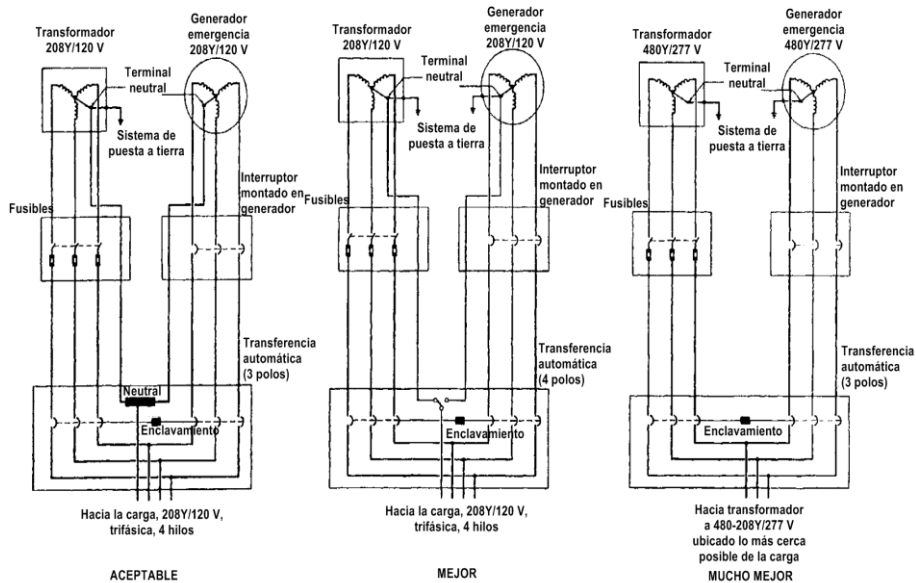 Transformador
208Y/120 V
Generador
emergencia
208Y/120 V
Terminal
neutral
Sistema de
puesta a tierra
Fusibles
Interruptor
montado en
generador
Transferencia
automática
(3 polos)
Neutral
Enclavamiento
Hacia la carga, 208Y/120 V,
trifásica, 4 hilos
ACEPTABLE
Transformador
208Y/120 V
Generador
emergencia
208Y/120 V
Terminal
neutral
Sistema de
puesta a tierra
Fusibles
Interruptor
montado en
generador
Transferencia
automática
(4 polos)
Enclavamiento
Hacia la carga, 208Y/120 V,
trifásica, 4 hilos
MEJOR
Transformador
480Y/277 V
Generador
emergencia
480Y/277 V
Terminal
neutral
Sistema de
puesta a tierra
Fusibles
Interruptor
montado en
generador
Transferencia
automática
(3 polos)
Enclavamiento
Hacia transformador
a 480-208Y/277 V
ubicado lo más cerca
posible de la carga
MUCHO MEJOR